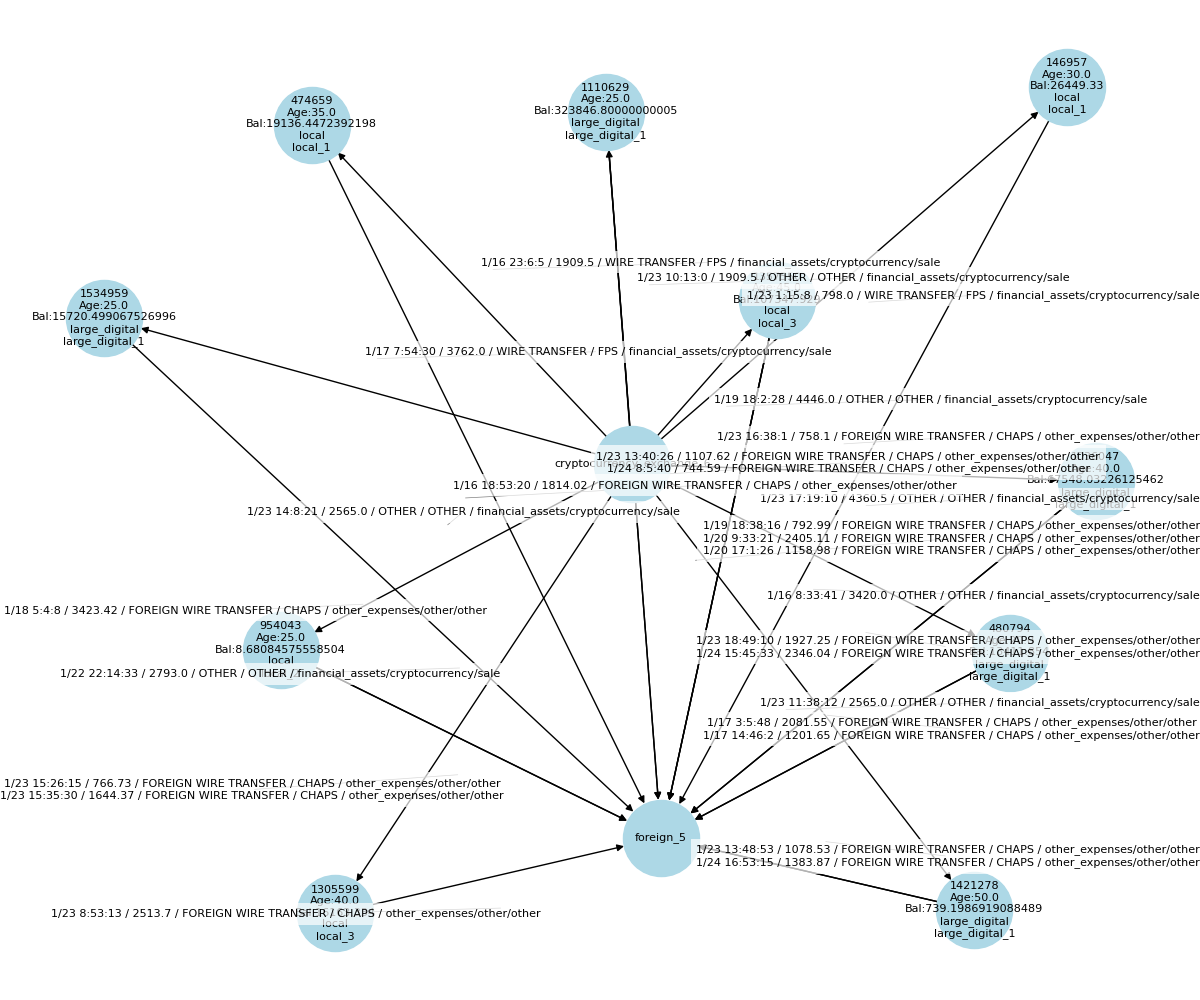 146957
Age:30.0
Bal:26449.33
local
local_1
1110629
Age:25.0
Bal:323846.80000000005
large_digital
large_digital_1
474659
Age:35.0
Bal:19136.4472392198
local
local_1
1/16 23:6:5 / 1909.5 / WIRE TRANSFER / FPS / financial_assets/cryptocurrency/sale
1/23 10:13:0 / 1909.5 / OTHER / OTHER / financial_assets/cryptocurrency/sale
1/23 1:15:8 / 798.0 / WIRE TRANSFER / FPS / financial_assets/cryptocurrency/sale
local
local_3
1534959
Age:25.0
Bal:15720.499067526996
large_digital
large_digital_1
1/17 7:54:30 / 3762.0 / WIRE TRANSFER / FPS / financial_assets/cryptocurrency/sale
1/19 18:2:28 / 4446.0 / OTHER / OTHER / financial_assets/cryptocurrency/sale
1/23 16:38:1 / 758.1 / FOREIGN WIRE TRANSFER / CHAPS / other_expenses/other/other
1/23 13:40:26 / 1107.62 / FOREIGN WIRE TRANSFER / CHAPS / other_expenses/other/other
1/24 8:5:40 / 744.59 / FOREIGN WIRE TRANSFER / CHAPS / other_expenses/other/other
large_digital
large_digital_1
1/16 18:53:20 / 1814.02 / FOREIGN WIRE TRANSFER / CHAPS / other_expenses/other/other
1/23 17:19:10 / 4360.5 / OTHER / OTHER / financial_assets/cryptocurrency/sale
1/23 14:8:21 / 2565.0 / OTHER / OTHER / financial_assets/cryptocurrency/sale
1/19 18:38:16 / 792.99 / FOREIGN WIRE TRANSFER / CHAPS / other_expenses/other/other
1/20 9:33:21 / 2405.11 / FOREIGN WIRE TRANSFER / CHAPS / other_expenses/other/other
1/20 17:1:26 / 1158.98 / FOREIGN WIRE TRANSFER / CHAPS / other_expenses/other/other
1/16 8:33:41 / 3420.0 / OTHER / OTHER / financial_assets/cryptocurrency/sale
1/18 5:4:8 / 3423.42 / FOREIGN WIRE TRANSFER / CHAPS / other_expenses/other/other
954043
Age:25.0
Bal:8.68084575558504
local
1/22 22:14:33 / 2793.0 / OTHER / OTHER / financial_assets/cryptocurrency/sale
480794
1/23 18:49:10 / 1927.25 / FOREIGN WIRE TRANSFER / CHAPS / other_expenses/other/other
1/24 15:45:33 / 2346.04 / FOREIGN WIRE TRANSFER / CHAPS / other_expenses/other/other
large_digital
large_digital_1
1/23 11:38:12 / 2565.0 / OTHER / OTHER / financial_assets/cryptocurrency/sale
1/17 3:5:48 / 2081.55 / FOREIGN WIRE TRANSFER / CHAPS / other_expenses/other/other
1/17 14:46:2 / 1201.65 / FOREIGN WIRE TRANSFER / CHAPS / other_expenses/other/other
1/23 15:26:15 / 766.73 / FOREIGN WIRE TRANSFER / CHAPS / other_expenses/other/other
1/23 15:35:30 / 1644.37 / FOREIGN WIRE TRANSFER / CHAPS / other_expenses/other/other
foreign_5
1/23 13:48:53 / 1078.53 / FOREIGN WIRE TRANSFER / CHAPS / other_expenses/other/other
1/24 16:53:15 / 1383.87 / FOREIGN WIRE TRANSFER / CHAPS / other_expenses/other/other
1305599
Age:40.0
1/23 8:53:13 / 2513.7 / FOREIGN WIRE TRANSFER / CHAPS / other_expenses/other/other
local
local_3
1421278
Age:50.0
Bal:739.1986919088489
large_digital
large_digital_1